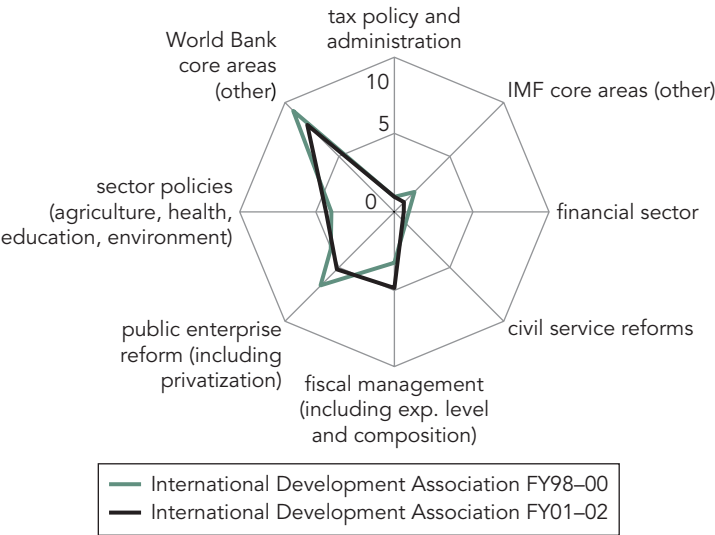 tax policy and
administration
World Bank
core areas
(other)
10
IMF core areas (other)
5
sector policies
(agriculture, health,
education, environment)
0
financial sector
public enterprise
reform (including
privatization)
civil service reforms
fiscal management
(including exp. level
and composition)
International Development Association FY98–00
International Development Association FY01–02